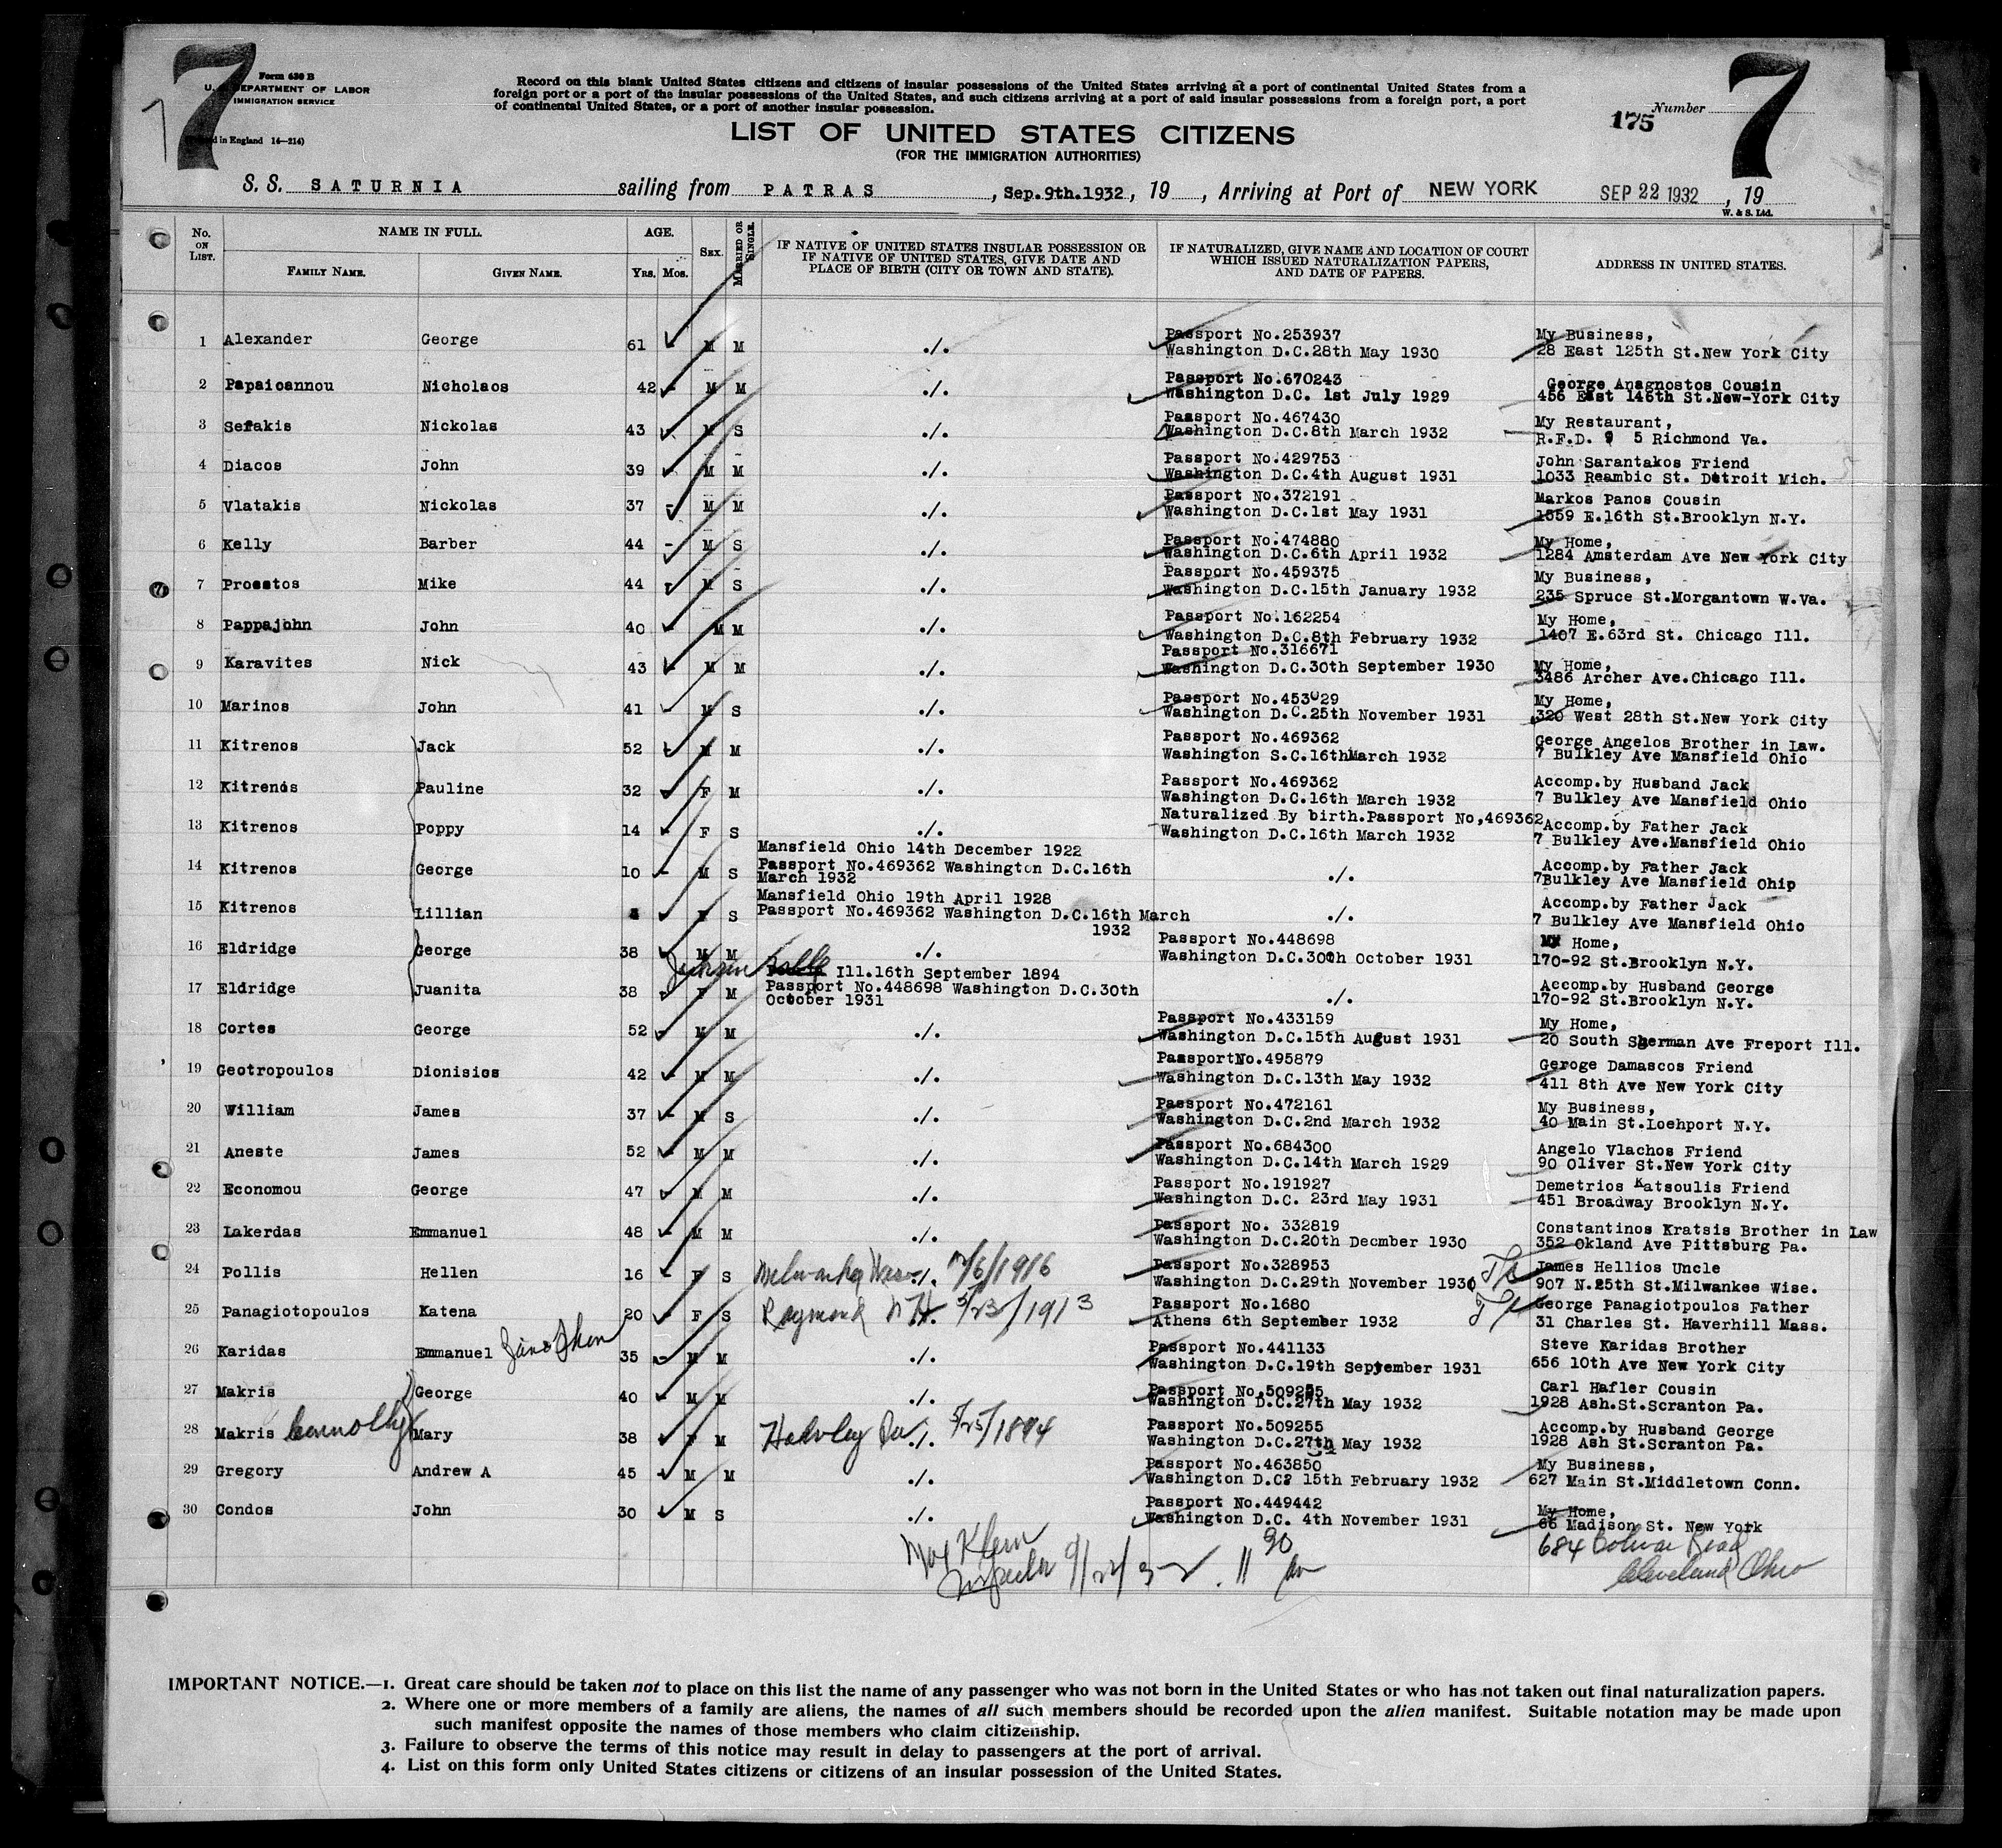 7
7
Form 630 B
U. DEPARTMENT OF LABOR
IMMIGRATION SERVICE
d in England 14—214)
Record on this blank United States citizens and citizens of insular possessions of the United States arriving at a port of continental United States from a
foreign port or a port of the insular possessions of the United States, and such citizens arriving at a port of said insular possessions from a foreign port, a port
of continental United States, or a port of another insular possession.
Number
175
7
LIST OF UNITED STATES CITIZENS
(FOR THE IMMIGRATION AUTHORITIES)
S. S. SATURNIA sailing from PATRAS , Sep.9th.1932, 19 , Arriving at Port of NEW YORK SEP 22 1932 , 19
W. & S. Ltd.
No. ON LIST. NAME IN FULL. FAMILY NAME. GIVEN NAME. AGE. YRS. MOS. SEX. MARRIED OR SINGLE.
IF NATIVE OF UNITED STATES INSULAR POSSESSION OR
IF NATIVE OF UNITED STATES, GIVE DATE AND
PLACE OF BIRTH (CITY OR TOWN AND STATE).
IF NATURALIZED, GIVE NAME AND LOCATION OF COURT
WHICH ISSUED NATURALIZATION PAPERS,
AND DATE OF PAPERS.
ADDRESS IN UNITED STATES.
1 Alexander George 61 - M M ./. Passport No.253937 My Business,
Washington D.C.28th May 1930 28 East 125th St.New York City
2 Papaioannou Nicholaos 42 - M M ./. Passport No.670243 George Anagnostos Cousin
Washington D.C. 1st July 1929 456 East 146th St.New-York City
3 Sefakis Nickolas 43 - M S ./. Passport No.467430 My Restaurant,
Washington D.C.8th March 1932 R.F.D. 5 Richmond Va.
4 Diacos John 39 - M M ./. Passport No.429753 John Sarantakos Friend
Washington D.C.4th August 1931 1033 Reambic St. Detroit Mich.
5 Vlatakis Nickolas 37 - M M ./. Passport No.372191 Markos Panos Cousin
Washington D.C.1st May 1931 1559 E.16th St.Brooklyn N.Y.
6 Kelly Barber 44 - M S ./. Passport No.474880 My Home,
Washington D.C.6th April 1932 1284 Amsterdam Ave New York City
7 Proestos Mike 44 - M S ./. Passport No.459375 My Business,
Washington D.C.15th January 1932 235 Spruce St.Morgantown W.Va.
8 Pappajohn John 40 - M M ./. Passport No.162254 My Home,
Washington D.C.8th February 1932 1407 E.63rd St. Chicago Ill.
9 Karavites Nick 43 - M M ./. Passport No.316671 My Home,
Washington D.C.30th September 1930 3486 Archer Ave.Chicago Ill.
10 Marinos John 41 - M S ./. Passport No.453029 My Home,
Washington D.C.25th November 1931 320 West 28th St.New York City
11 Kitrenos Jack 52 - M M ./. Passport No.469362 George Angelos Brother in Law.
Washington S.C.16thMarch 1932 7 Bulkley Ave Mansfield Ohio
12 Kitrenos Pauline 32 - F M ./. Passport No.469362 Accomp.by Husband Jack
Washington D.C.16th March 1932 7 Bulkley Ave Mansfield Ohio
13 Kitrenos Poppy 14 - F S ./. Naturalized By birth.Passport No,469362 Accomp.by Father Jack
Washington D.C.16th March 1932 7 Bulkley Ave.Mansfield Ohio
Mansfield Ohio 14th December 1922
14 Kitrenos George 10 - M S Passport No.469362 Washington D.C.16th ./. Accomp.by Father Jack
March 1932 7Bulkley Ave Mansfield Ohio
Mansfield Ohio 19th April 1928
15 Kitrenos Lillian F S Passport No.469362 Washington D.C.16th March ./. Accomp.by Father Jack
1932 7 Bulkley Ave Mansfield Ohio
16 Eldridge George 38 - M M ./. Passport No.448698 My Home,
Washington D.C.30th October 1931 170-92 St.Brooklyn N.Y.
Ill.16th September 1894
17 Eldridge Juanita 38 - F M Passport No.448698 Washington D.C.30th ./. Accomp.by Husband George
October 1931 170-92 St.Brooklyn N.Y.
18 Cortes George 52 - M M ./. Passport No.433159 My Home,
Washington D.C.15th August 1931 20 South Sherman Ave Freport Ill.
19 Geotropoulos Dionisios 42 - M M ./. PassportNo.495879 Geroge Damascos Friend
Washington D.C.13th May 1932 411 8th Ave New York City
20 William James 37 - M S ./. Passport No.472161 My Business,
Washington D.C.2nd March 1932 40 Main St.Loehport N.Y.
21 Aneste James 52 - M M ./. Passport No.684300 Angelo Vlachos Friend
Washington D.C.14th March 1929 90 Oliver St.New York City
22 Economou George 47 - M M ./. Passport No.191927 Demetrios Katsoulis Friend
Washington D.C. 23rd May 1931 451 Broadway Brooklyn N.Y.
23 Lakerdas Emmanuel 48 - M M ./. Passport No. 332819 Constantinos Kratsis Brother in Law
Washington D.C.20th Decmber 1930 352 Okland Ave Pittsburg Pa.
24 Pollis Hellen 16 - F S Milwaukee Wisc ./. Passport No.328953 James Hellios Uncle
Washington D.C.29th November 1930 907 N.25th St.Milwankee Wise.
25 Panagiotopoulos Katena 20 - F S Raymond N.H. 5/23/1913 Passport No.1680 George Panagiotpoulos Father
Athens 6th September 1932 31 Charles St. Haverhill Mass.
26 Karidas Emmanuel 35 - M M ./. Passport No.441133 Steve Karidas Brother
Washington D.C.19th September 1931 656 10th Ave New York City
27 Makris George 40 - M M ./. Passport No,509255 Carl Hafler Cousin
Washington D.C.27th May 1932 1928 Ash.St.Scranton Pa.
28 Makris Connolly Mary 38 - F M ./. Passport No.509255 Accomp.by Husband George
Washington D.C.27th May 1932 1928 Ash St.Scranton Pa.
29 Gregory Andrew A 45 - M M ./. Passport No.463850 My Business,
Washington D.C? 15th February 1932 627 Main St.Middletown Conn.
30 Condos John 30 - M S ./. Passport No.449442 My Home,
Washington D.C. 4th November 1931 66 Madison St. New York
684 Bolivar Road
Cleveland Ohio
Max Klein
Inspector 9/22/32. 11 30
IMPORTANT NOTICE.—1. Great care should be taken not to place on this list the name of any passenger who was not born in the United States or who has not taken out final naturalization papers.
2. Where one or more members of a family are aliens, the names of all such members should be recorded upon the alien manifest. Suitable notation may be made upon
such manifest opposite the names of those members who claim citizenship.
3. Failure to observe the terms of this notice may result in delay to passengers at the port of arrival.
4. List on this form only United States citizens or citizens of an insular possession of the United States.